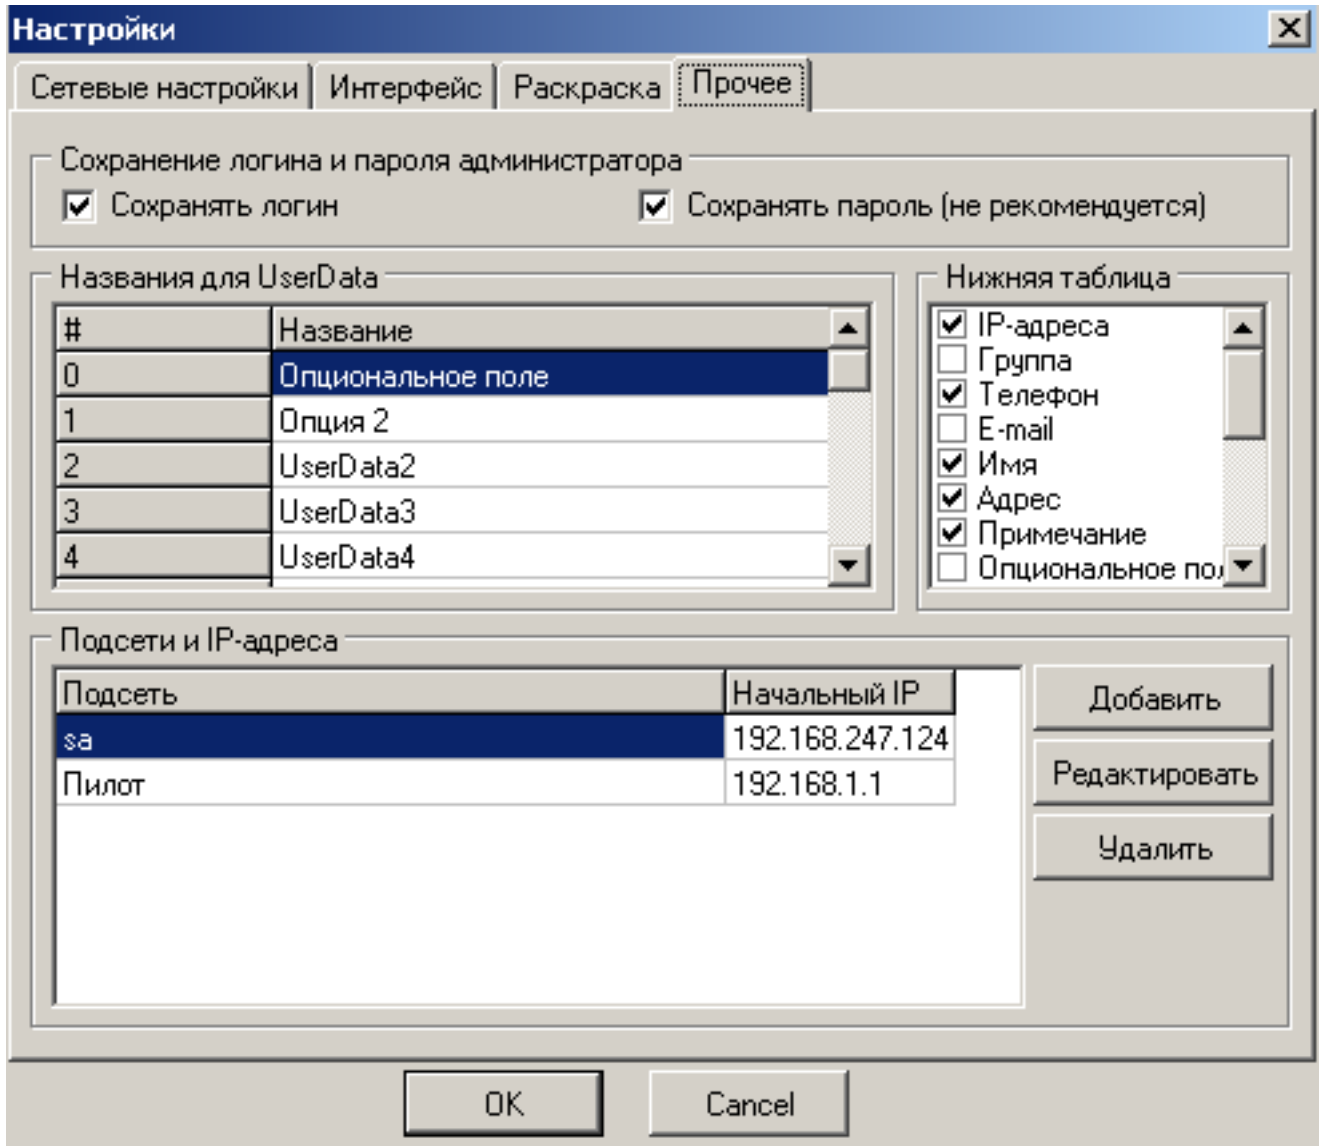 Настройки
Сетевые настройки Интерфейс Раскраска Прочее
Сохранение логина и пароля администратора
Сохранять логин Сохранять пароль (не рекомендуется)
Названия для UserData
# Название
0 Опциональное поле
1 Опция 2
2 UserData2
3 UserData3
4 UserData4
Нижняя таблица
IP-адреса
Группа
Телефон
E-mail
Имя
Адрес
Примечание
Опциональное
Подсети и IP-адреса
Подсеть Начальный IP
sa 192.168.247.124
Пилот 192.168.1.1
Добавить
Редактировать
Удалить
OK Cancel